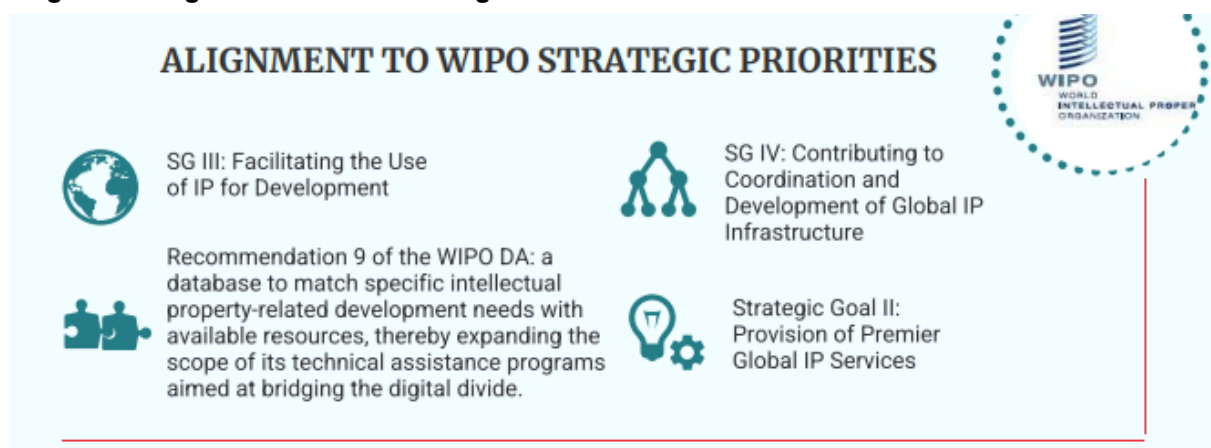 ALIGNMENT TO WIPO STRATEGIC PRIORITIES
WIPO
WORLD
INTELLECTUAL PROPER
ORGANIZATION
SG III: Facilitating the Use
of IP for Development
SG IV: Contributing to
Coordination and
Development of Global IP
Infrastructure
Recommendation 9 of the WIPO DA: a
database to match specific intellectual
property-related development needs with
available resources, thereby expanding the
scope of its technical assistance programs
aimed at bridging the digital divide.
Strategic Goal II:
Provision of Premier
Global IP Services